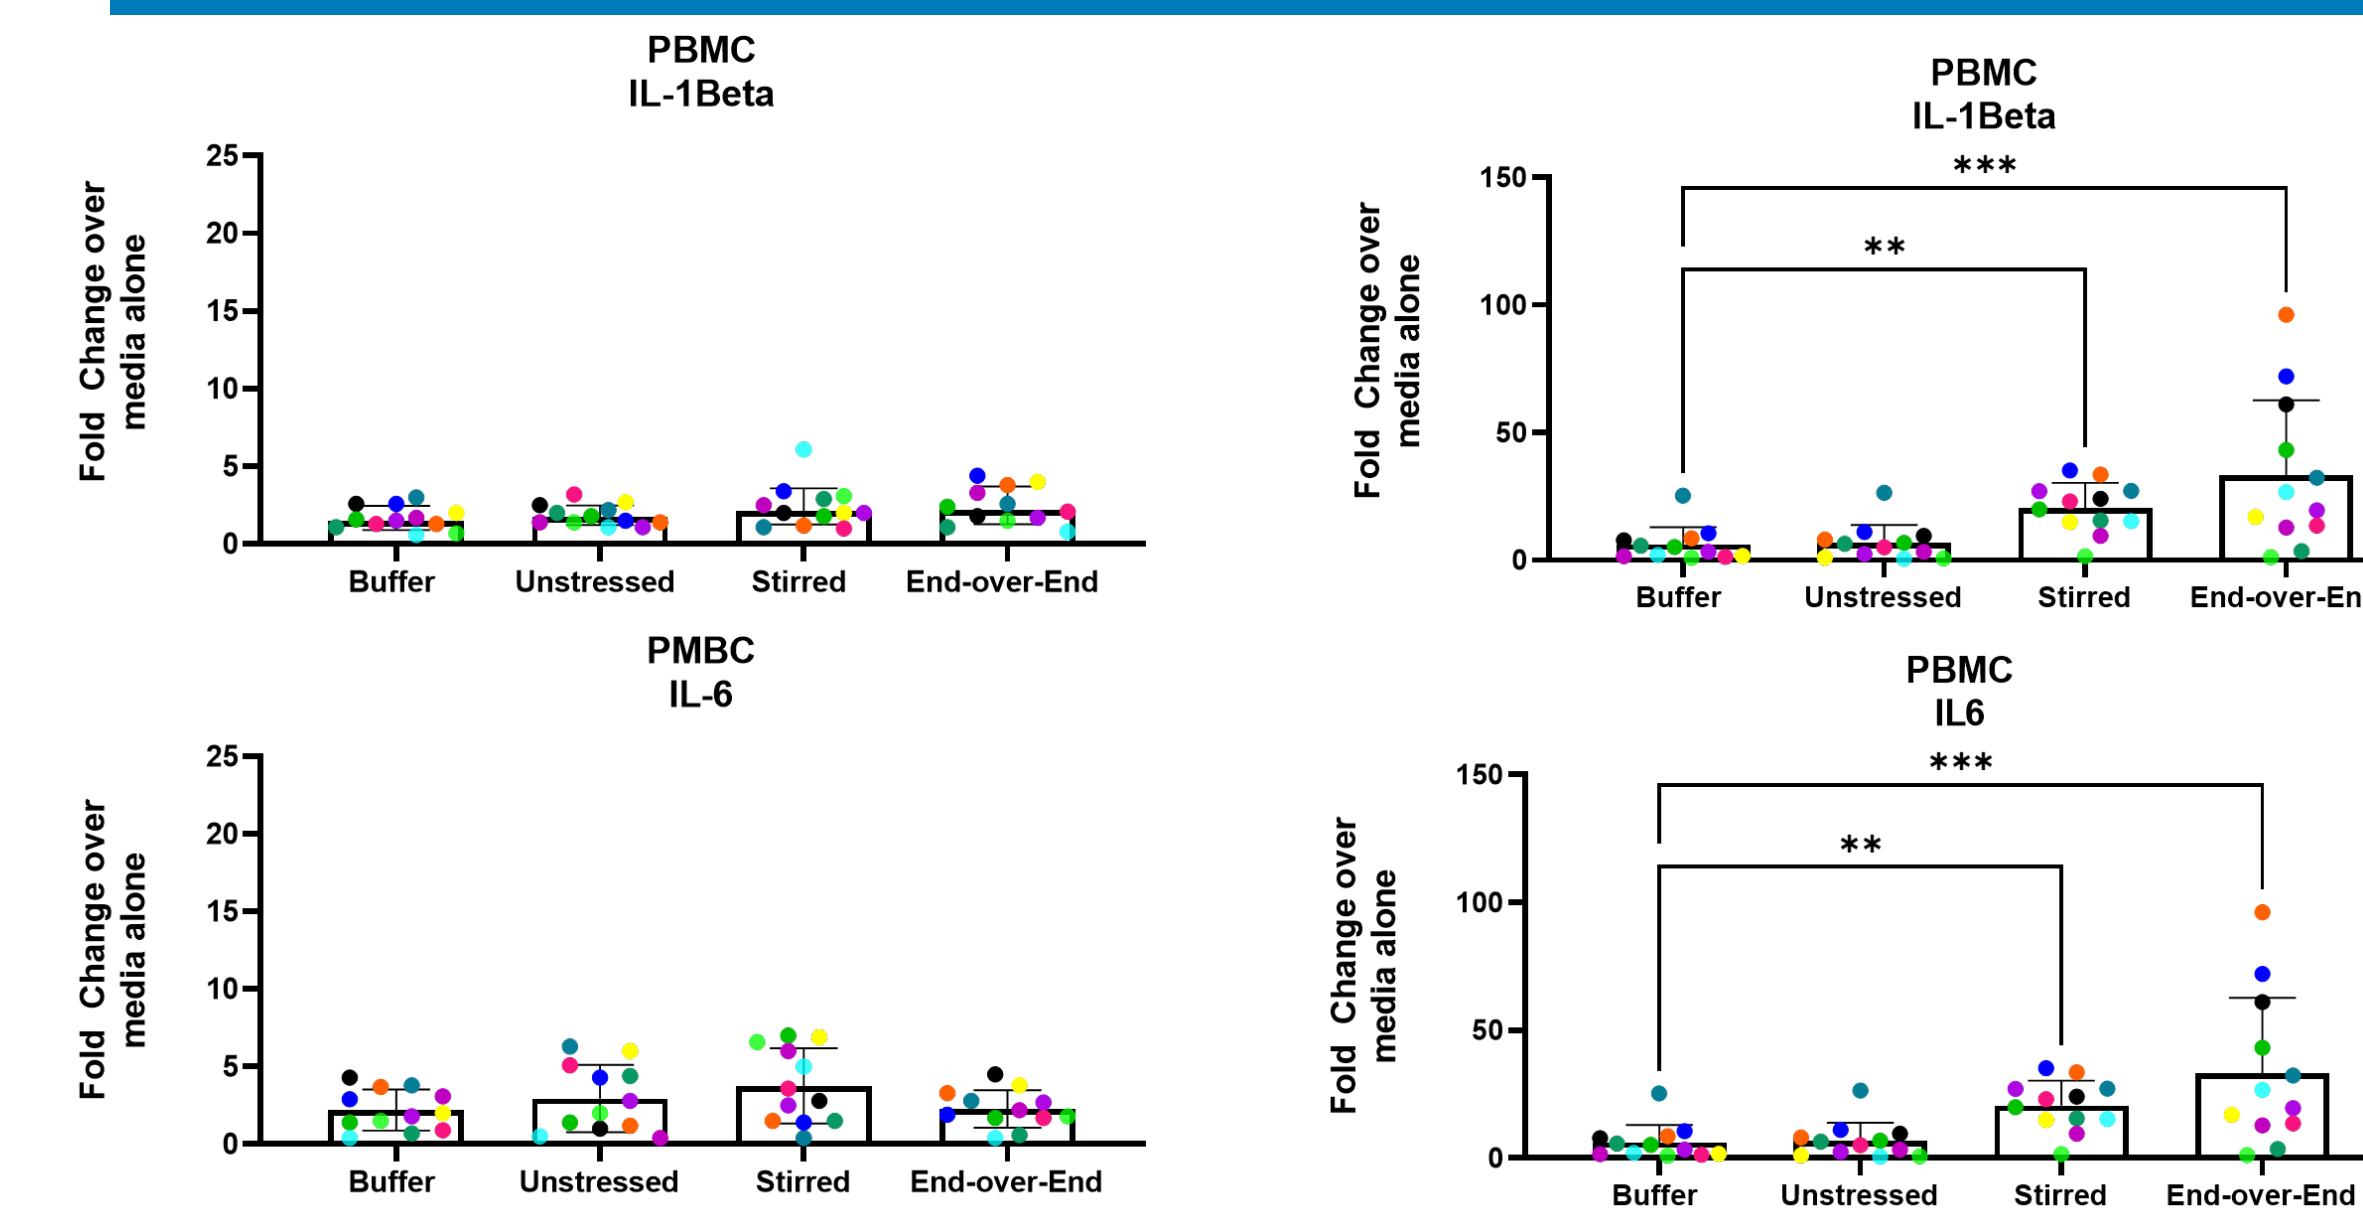 PBMC
IL-1Beta
Fold Change over
media alone
25
20
15
10
5
0
Buffer Unstressed Stirred End-over-End
PBMC
IL-1Beta
Fold Change over
media alone
150
100
50
0
***
**
Buffer Unstressed Stirred End-over-En
PMBC
IL-6
Fold Change over
media alone
25
20
15
10
5
0
Buffer Unstressed Stirred End-over-End
PBMC
IL6
Fold Change over
media alone
150
100
50
0
***
**
Buffer Unstressed Stirred End-over-End